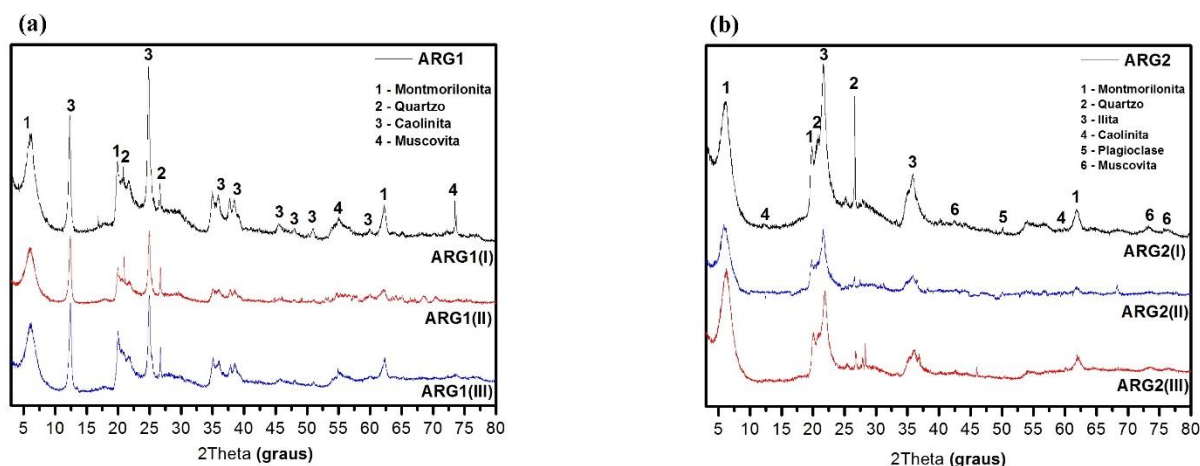 (a)
ARG1
1 - Montmorilonita
2 - Quartzo
3 - Caolinita
4 - Muscovita
1 3 1 2 3 2 3 3 3 3 3 4 3 1 4
ARG1(I)
ARG1(II)
ARG1(III)
5 10 15 20 25 30 35 40 45 50 55 60 65 70 75 80
2Theta (graus)
(b)
ARG2
1 - Montmorilonita
2 - Quartzo
3 - Ilita
4 - Caolinita
5 - Plagioclase
6 - Muscovita
1 4 1 2 3 2 3 6 5 4 1 6 6
ARG2(I)
ARG2(II)
ARG2(III)
5 10 15 20 25 30 35 40 45 50 55 60 65 70 75 80
2Theta (graus)